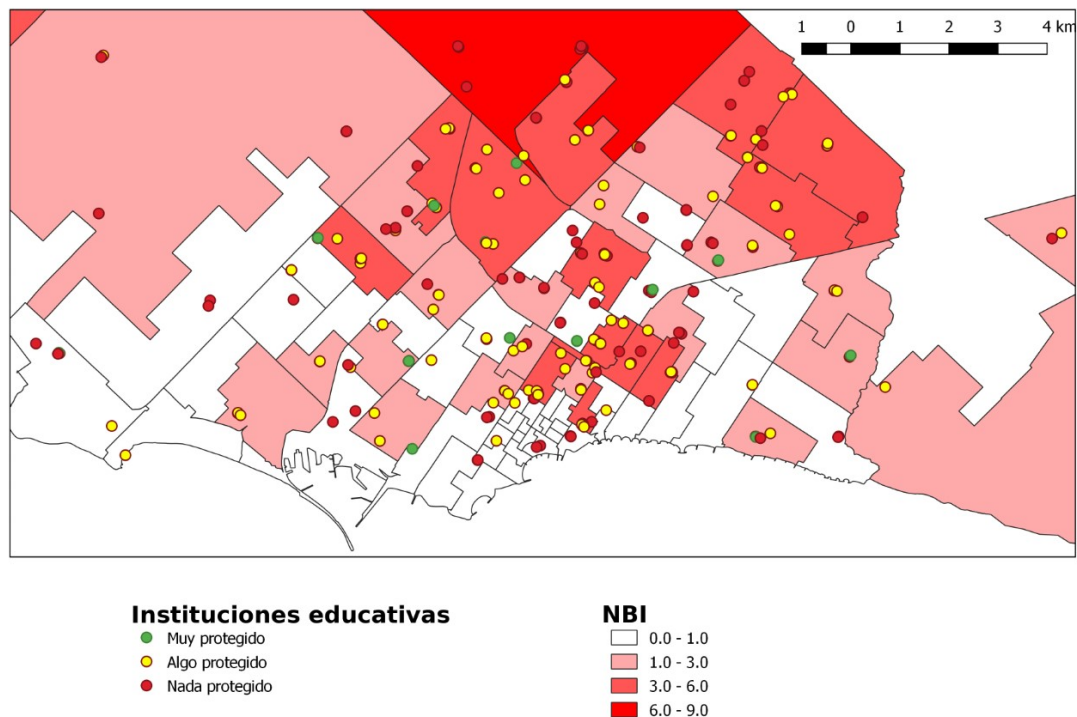 1 0 1 2 3 4 km
Instituciones educativas
Muy protegido
Algo protegido
Nada protegido
NBI
0.0 - 1.0
1.0 - 3.0
3.0 - 6.0
6.0 - 9.0